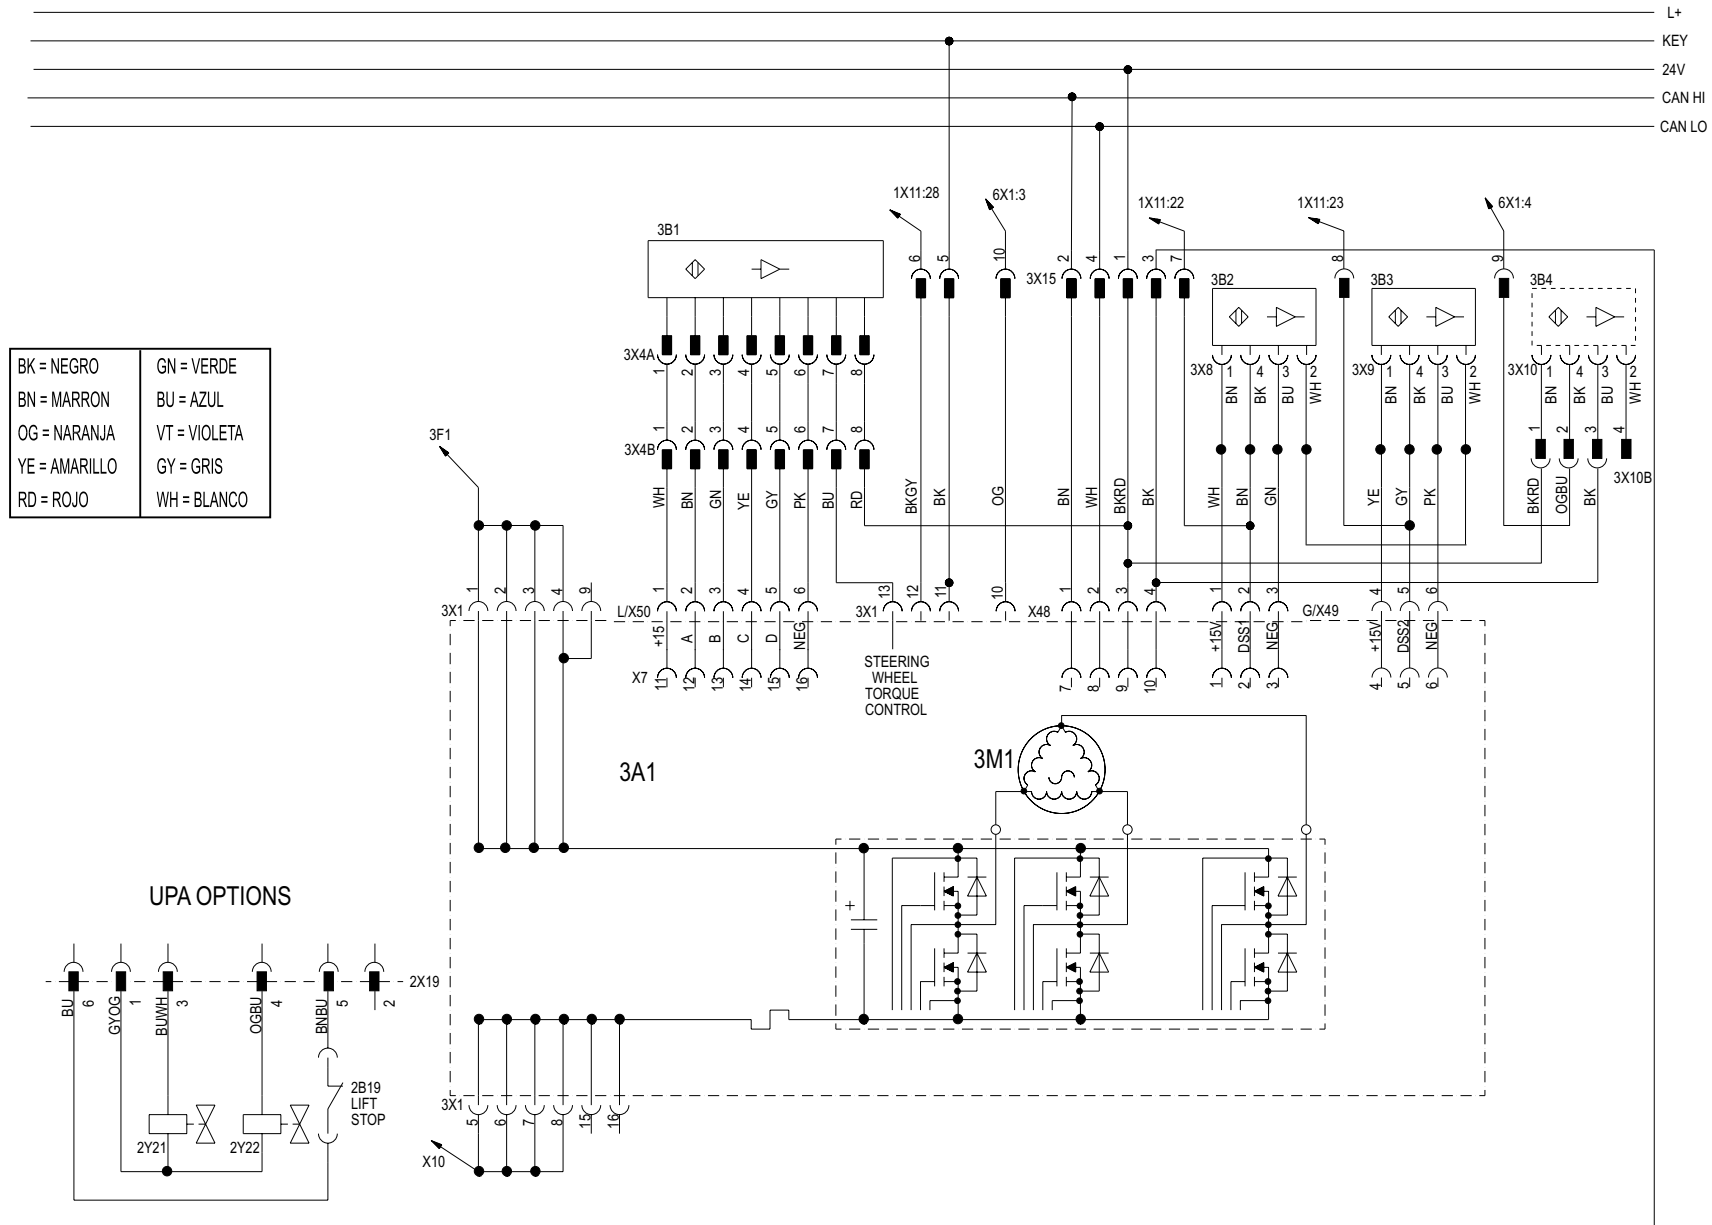 L+
KEY
24V
CAN HI
CAN LO
1X11:28
6X1:3
1X11:22
1X11:23
6X1:4
3B1
6
5
10
3X15
2
4
1
3
7
8
9
3B2
3B3
3B4
3X4A
1
2
3
4
5
6
7
8
3X8
1
4
3
2
3X9
1
4
3
2
3X10
1
4
3
2
BN
BK
BU
WH
BN
BK
BU
WH
BN
BK
BU
WH
BK = NEGRO
GN = VERDE
BN = MARRON
BU = AZUL
OG = NARANJA
VT = VIOLETA
YE = AMARILLO
GY = GRIS
RD = ROJO
WH = BLANCO
3F1
3X4B
1
2
3
4
5
6
7
8
1
2
3
4
3X10B
WH
BN
GN
YE
GY
PK
BU
RD
BKGY
BK
OG
BN
WH
BKRD
BK
WH
BN
GN
YE
GY
PK
BKRD
OGBU
BK
3X1
1
2
3
4
9
L/X50
1
2
3
4
5
6
3X1
13
12
11
10
X48
1
2
3
4
1
2
3
G/X49
4
5
6
+15
A
B
C
D
NEG
+15V
DSS1
NEG
+15V
DSS2
NEG
X7
11
12
13
14
15
16
7
8
9
10
1
2
3
4
5
6
STEERING
WHEEL
TORQUE
CONTROL
3A1
3M1
+
UPA OPTIONS
2X19
BU
6
GYOG
1
BUWH
3
OGBU
4
BNBU
5
2
2B19
LIFT
STOP
2Y21
2Y22
3X1
5
6
7
8
15
16
X10